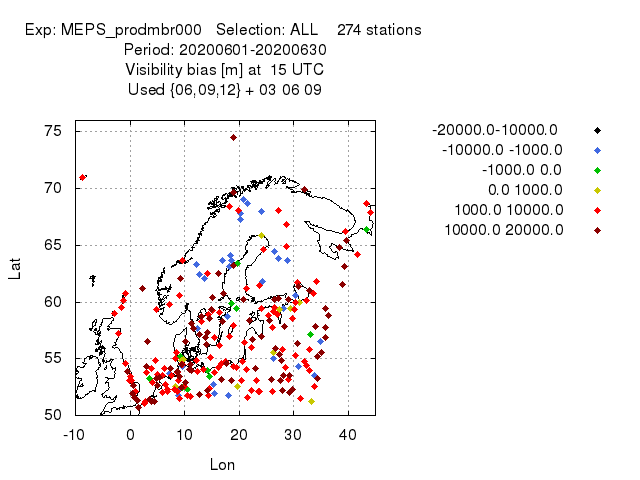 Exp: MEPS_prodmbr000 Selection: ALL 274 stations
Period: 20200601-20200630
Visibility bias [m] at 15 UTC
Used {06,09,12} + 03 06 09
-20000.0-10000.0
-10000.0 -1000.0
-1000.0 0.0
0.0 1000.0
1000.0 10000.0
10000.0 20000.0
Lat
75
70
65
60
55
50
-10 0 10 20 30 40
Lon